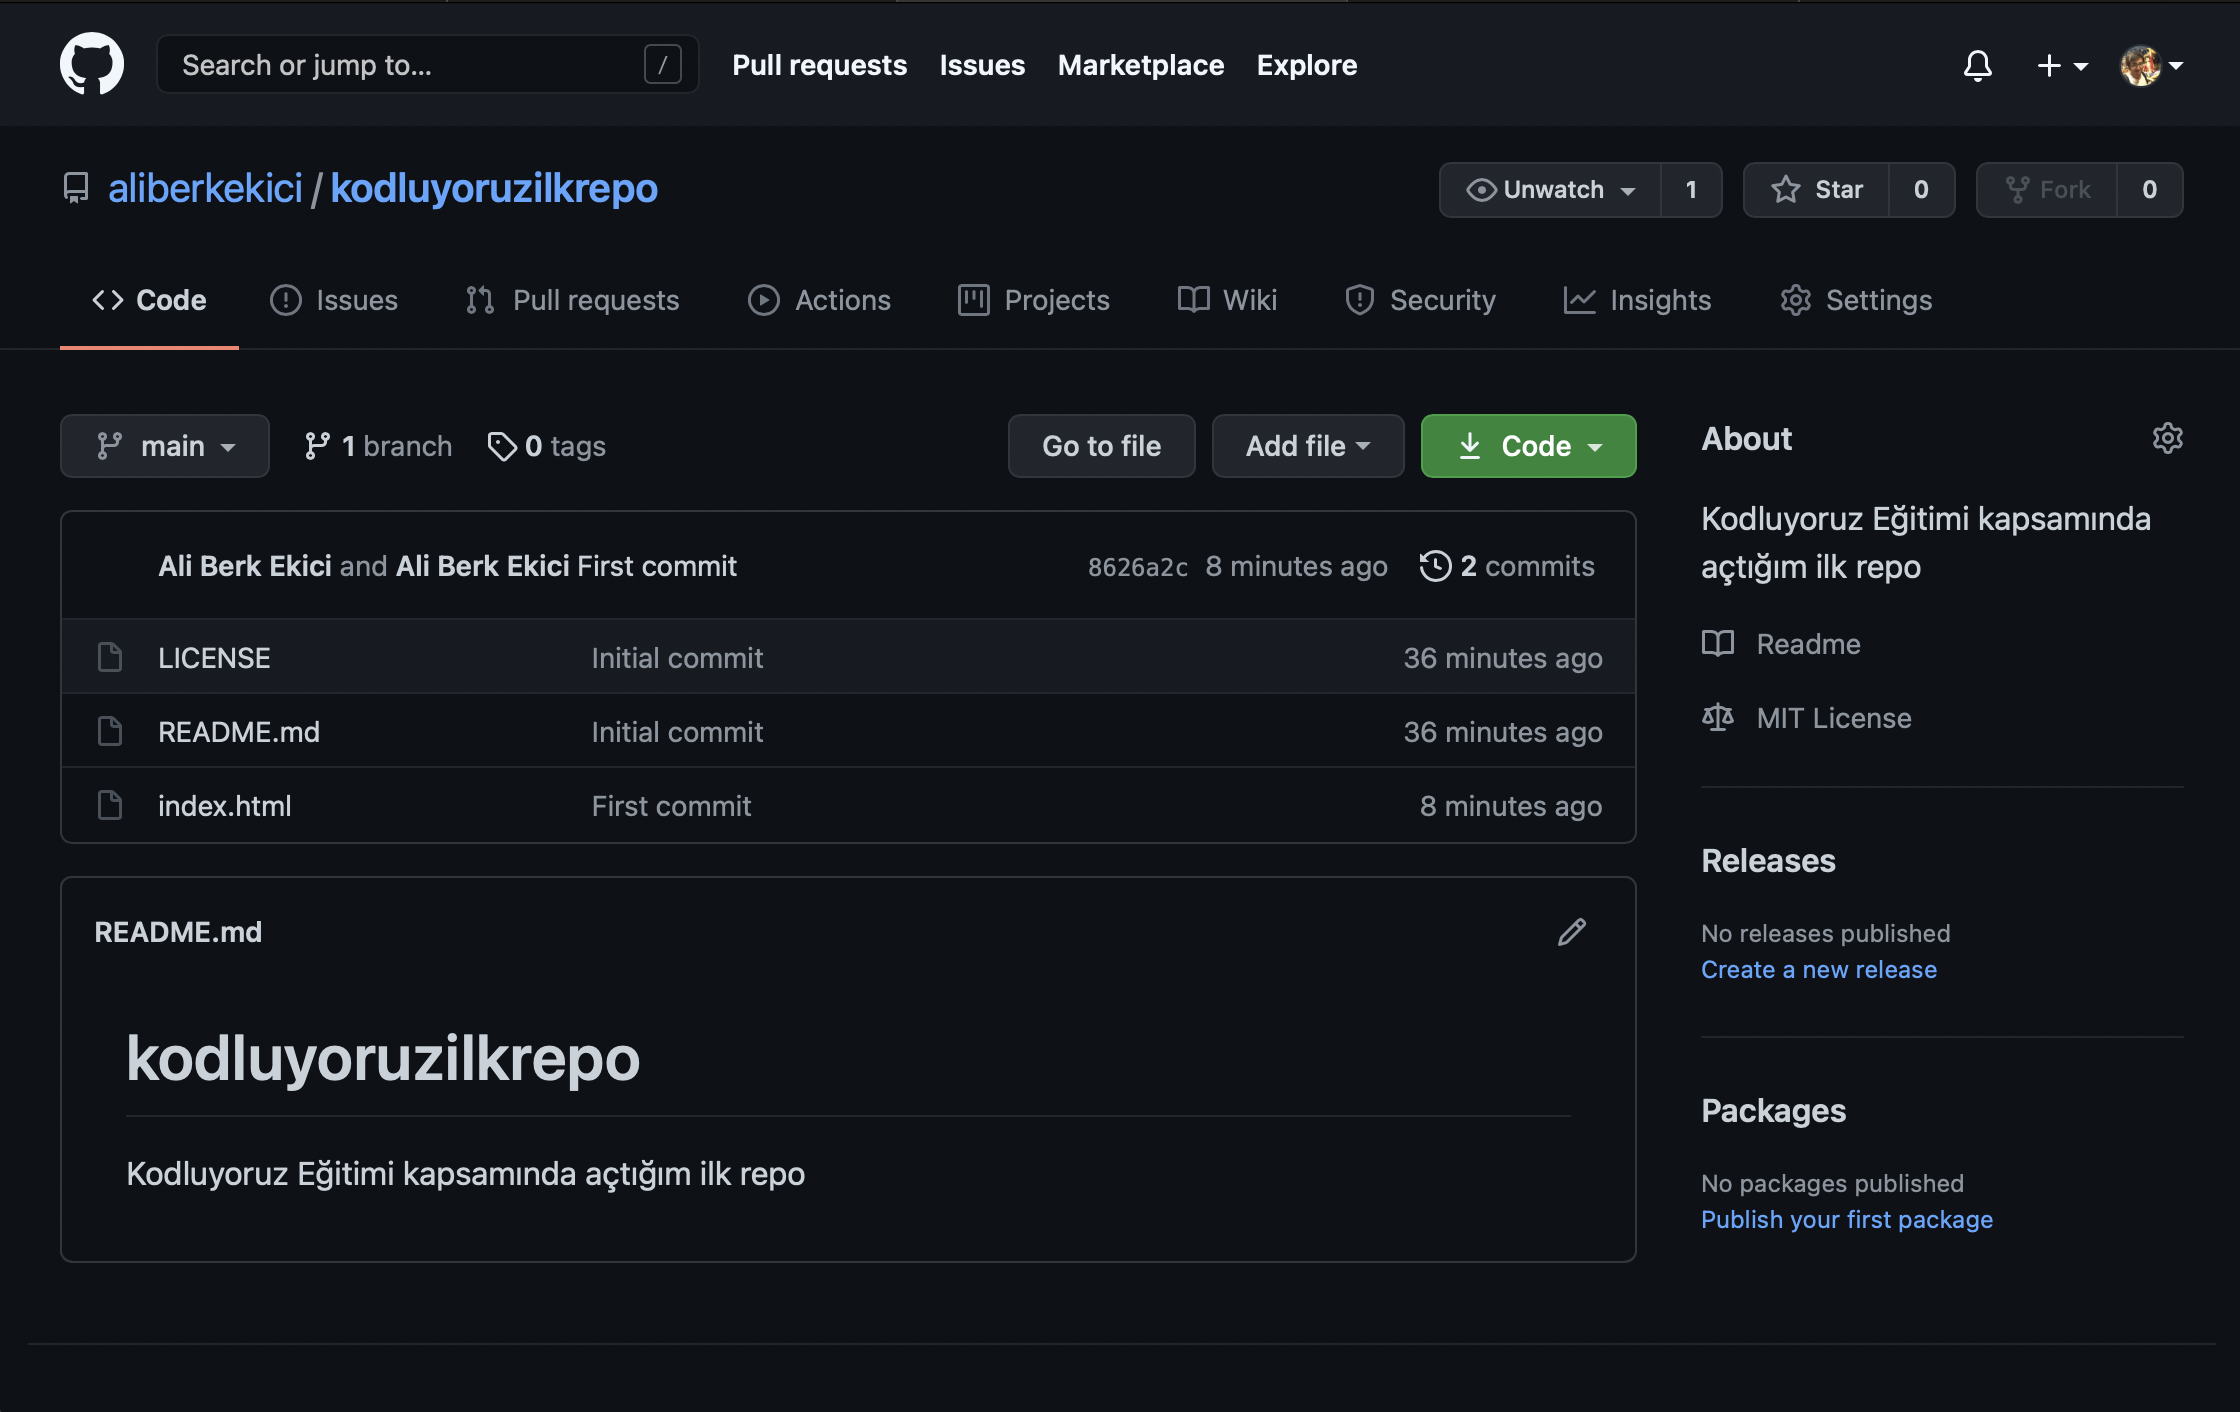 Search or jump to... /
Pull requests Issues Marketplace Explore
aliberkekici / kodluyoruzilkrepo
Unwatch 1 Star 0 Fork 0
Code Issues Pull requests Actions Projects Wiki Security Insights Settings
main 1 branch 0 tags Go to file Add file Code
Ali Berk Ekici and Ali Berk Ekici First commit 8626a2c 8 minutes ago 2 commits
LICENSE Initial commit 36 minutes ago
README.md Initial commit 36 minutes ago
index.html First commit 8 minutes ago
README.md
kodluyoruzilkrepo
Kodluyoruz Eğitimi kapsamında açtığım ilk repo
About
Kodluyoruz Eğitimi kapsamında
açtığım ilk repo
Readme
MIT License
Releases
No releases published
Create a new release
Packages
No packages published
Publish your first package